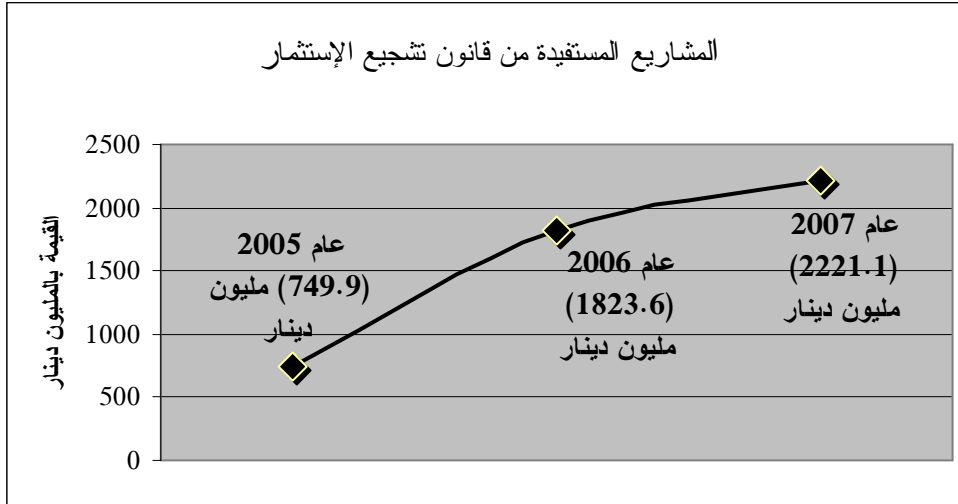 المشاريع المستفيدة من قانون تشجيع الإستثمار
القيمة بالمليون دينار
2500
2000
1500
1000
500
0
عام 2005
(749.9) مليون
دينار
عام 2006
(1823.6)
مليون دينار
عام 2007
(2221.1)
مليون دينار